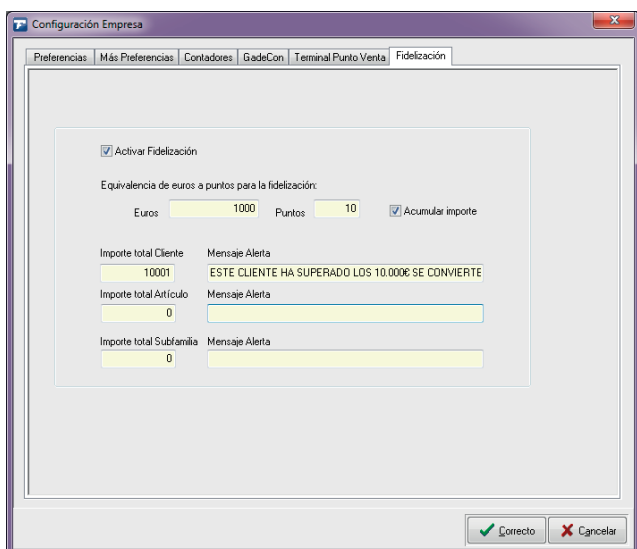 Configuración Empresa
Preferencias Más Preferencias Contadores GadeCon Terminal Punto Venta Fidelización
Activar Fidelización
Equivalencia de euros a puntos para la fidelización:
Euros 1000 Puntos 10 Acumular importe
Importe total Cliente Mensaje Alerta
10001 ESTE CLIENTE HA SUPERADO LOS 10.000€ SE CONVIERTE
Importe total Artículo Mensaje Alerta
0
Importe total Subfamilia Mensaje Alerta
0
Correcto Cancelar